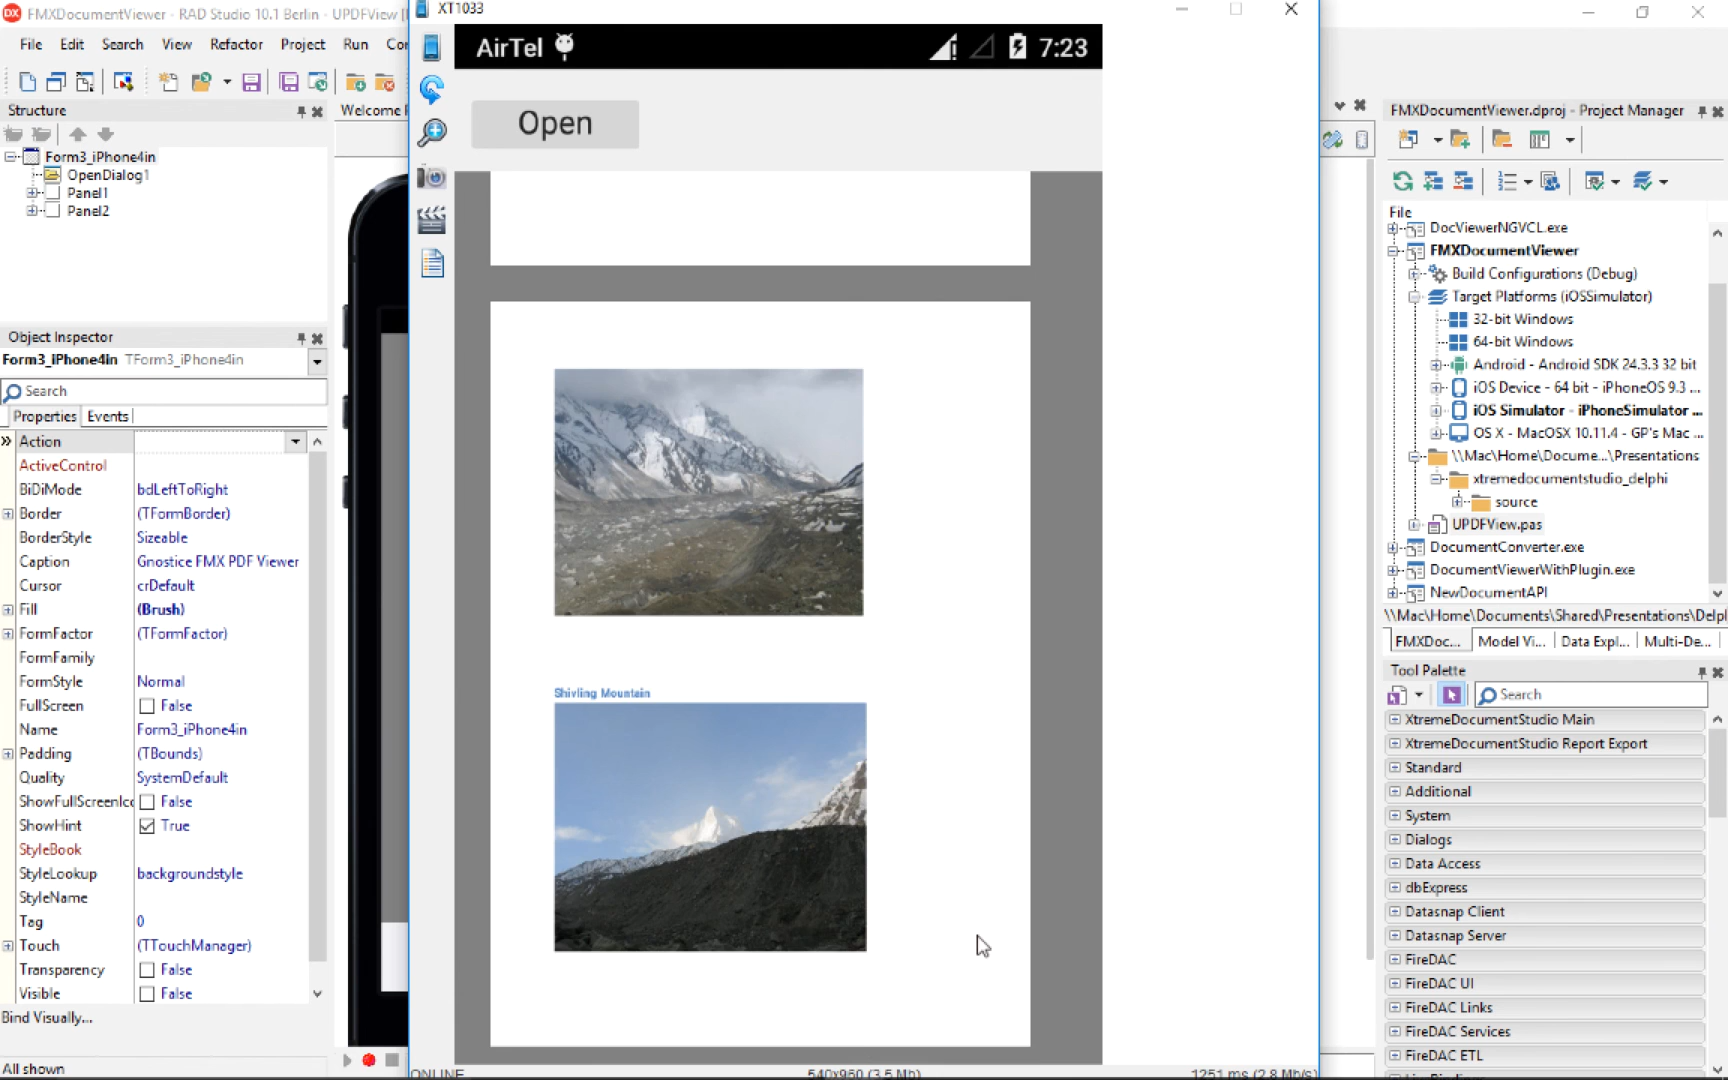 FMXDocumentViewer - RAD Studio 10.1 Berlin - UPDFView [
XT1033
File Edit Search View Refactor Project Run Cor
AirTel 7:23
Open
Structure
Welcome
Form3_iPhone4in
OpenDialog1
Panel1
Panel2
Object Inspector
Form3_iPhone4in TForm3_iPhone4in
Search
Properties Events
Action
ActiveControl
BiDiMode bdLeftToRight
Border (TFormBorder)
BorderStyle Sizeable
Caption Gnostice FMX PDF Viewer
Cursor crDefault
Fill (Brush)
FormFactor (TFormFactor)
FormFamily
FormStyle Normal
FullScreen False
Name Form3_iPhone4in
Padding (TBounds)
Quality SystemDefault
ShowFullScreenIcc False
ShowHint True
StyleBook
StyleLookup backgroundstyle
StyleName
Tag 0
Touch (TTouchManager)
Transparency False
Visible False
Bind Visually...
All shown
Shivling Mountain
ONLINE 540x960 (3.5 Mb) 1251 ms (2.8 Mb/s)
FMXDocumentViewer.dproj - Project Manager
File
DocViewerNGVCL.exe
FMXDocumentViewer
Build Configurations (Debug)
Target Platforms (iOSSimulator)
32-bit Windows
64-bit Windows
Android - Android SDK 24.3.3 32 bit
iOS Device - 64 bit - iPhoneOS 9.3 ...
iOS Simulator - iPhoneSimulator ...
OS X - MacOSX 10.11.4 - GP's Mac ...
\\Mac\Home\Docume...\Presentations
xtremedocumentstudio_delphi
source
UPDFView.pas
DocumentConverter.exe
DocumentViewerWithPlugin.exe
NewDocumentAPI
\\Mac\Home\Documents\Shared\Presentations\Delpl
FMXDoc... Model Vi... Data Expl... Multi-De...
Tool Palette
Search
XtremeDocumentStudio Main
XtremeDocumentStudio Report Export
Standard
Additional
System
Dialogs
Data Access
dbExpress
Datasnap Client
Datasnap Server
FireDAC
FireDAC UI
FireDAC Links
FireDAC Services
FireDAC ETL